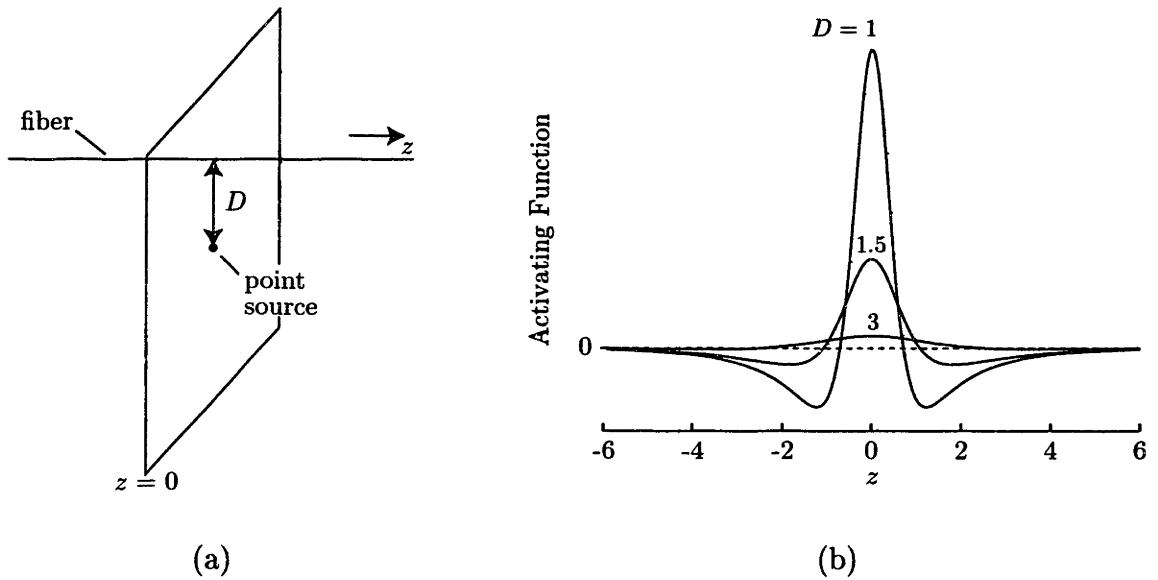 fiber
z
D
point
source
z = 0
(a)
D = 1
1.5
3
Activating Function
0
-6 -4 -2 0 2 4 6
z
(b)